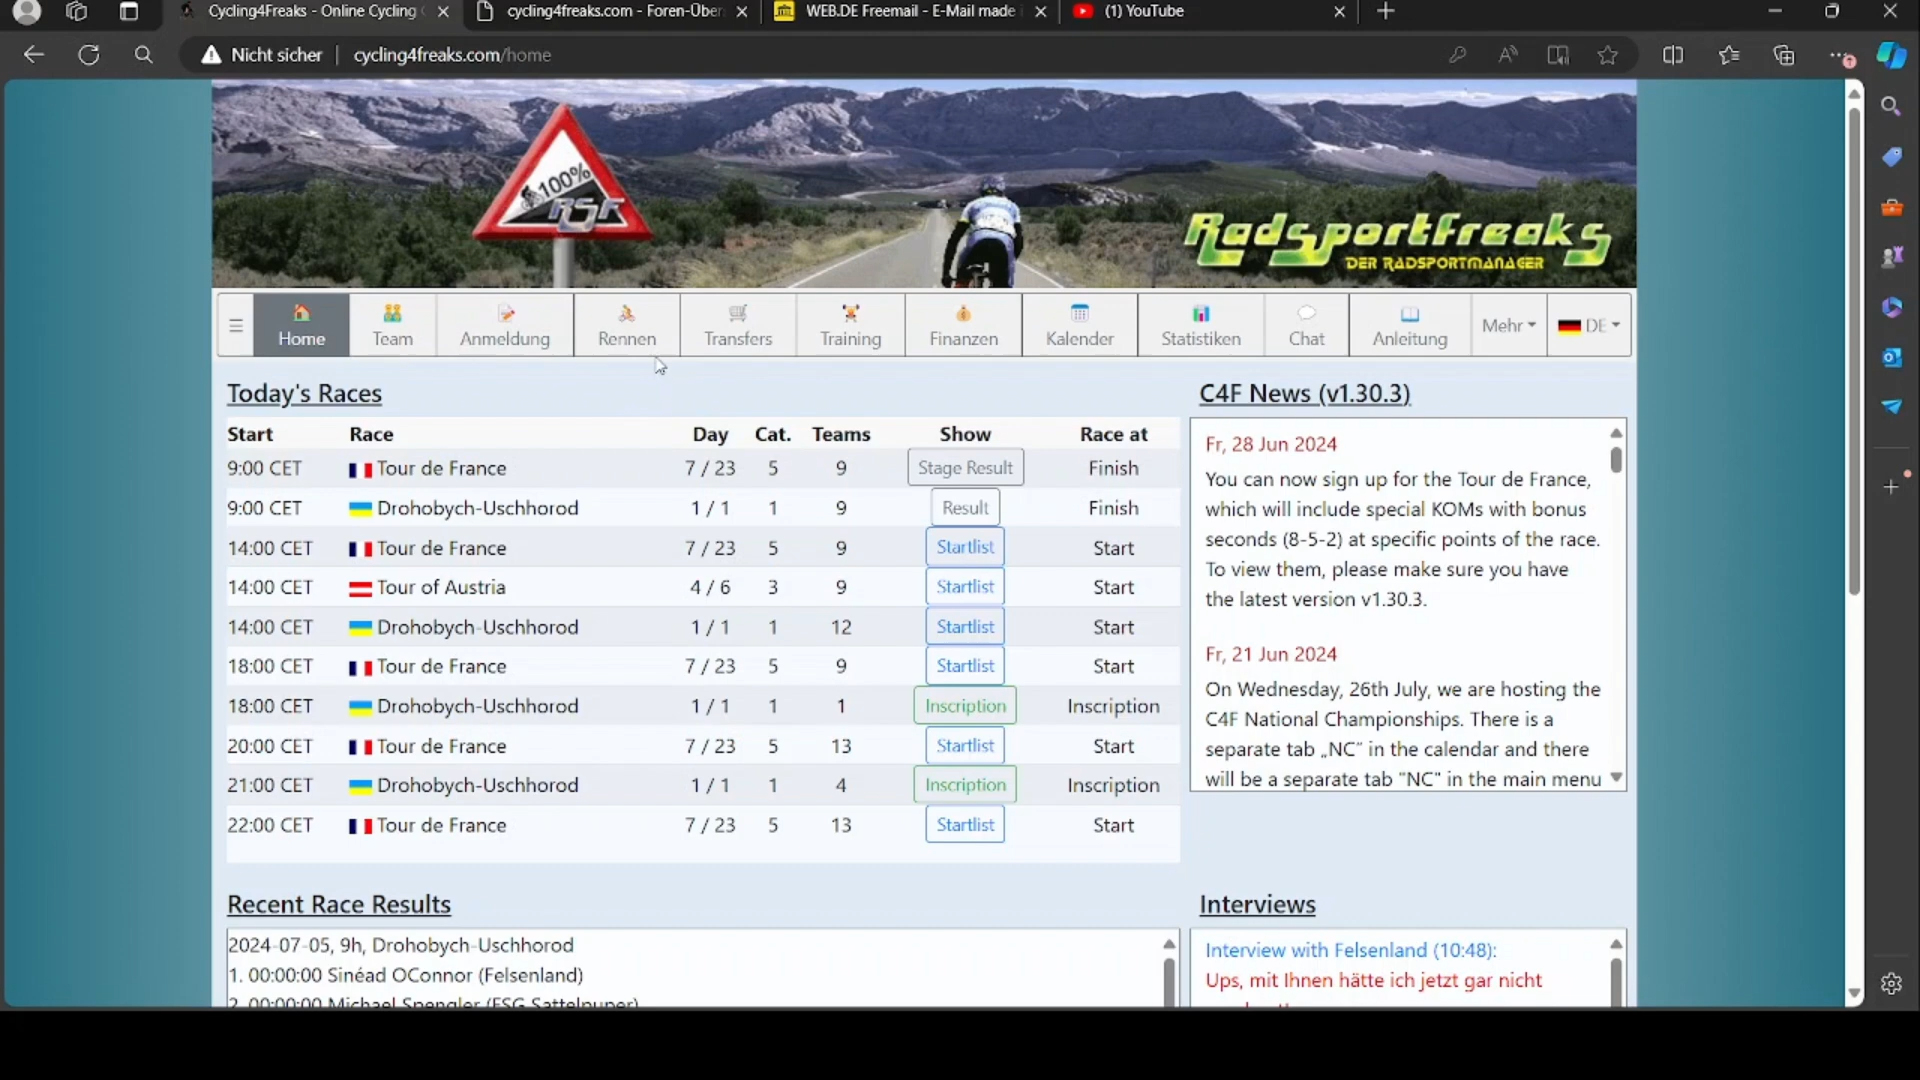 Cycling4Freaks - Online Cycling
cycling4freaks.com - Foren-Über
WEB.DE Freemail - E-Mail made
(1) YouTube
Nicht sicher
cycling4freaks.com/home
100%
RSF
Radsportfreaks
DER RADSPORTMANAGER
Home
Team
Anmeldung
Rennen
Transfers
Training
Finanzen
Kalender
Statistiken
Chat
Anleitung
Mehr
DE
Today's Races
Start Race Day Cat. Teams Show Race at
9:00 CET Tour de France 7 / 23 5 9 Stage Result Finish
9:00 CET Drohobych-Uschhorod 1 / 1 1 9 Result Finish
14:00 CET Tour de France 7 / 23 5 9 Startlist Start
14:00 CET Tour of Austria 4 / 6 3 9 Startlist Start
14:00 CET Drohobych-Uschhorod 1 / 1 1 12 Startlist Start
18:00 CET Tour de France 7 / 23 5 9 Startlist Start
18:00 CET Drohobych-Uschhorod 1 / 1 1 1 Inscription Inscription
20:00 CET Tour de France 7 / 23 5 13 Startlist Start
21:00 CET Drohobych-Uschhorod 1 / 1 1 4 Inscription Inscription
22:00 CET Tour de France 7 / 23 5 13 Startlist Start
C4F News (v1.30.3)
Fr, 28 Jun 2024
You can now sign up for the Tour de France,
which will include special KOMs with bonus
seconds (8-5-2) at specific points of the race.
To view them, please make sure you have
the latest version v1.30.3.
Fr, 21 Jun 2024
On Wednesday, 26th July, we are hosting the
C4F National Championships. There is a
separate tab „NC" in the calendar and there
will be a separate tab "NC" in the main menu
Recent Race Results
2024-07-05, 9h, Drohobych-Uschhorod
1. 00:00:00 Sinéad OConnor (Felsenland)
2. 00:00:00 Michael Spengler (ESG Sattelpuper)
Interviews
Interview with Felsenland (10:48):
Ups, mit Ihnen hätte ich jetzt gar nicht